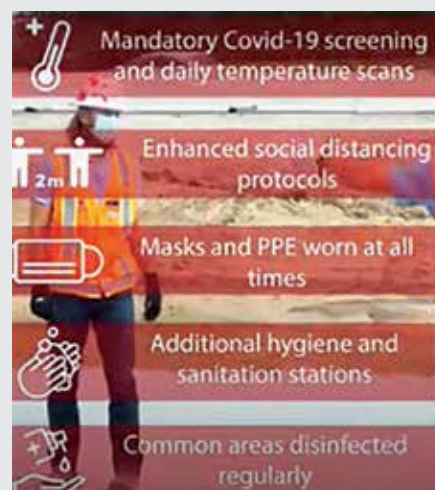 Mandatory Covid-19 screening
and daily temperature scans
Enhanced social distancing
2m
protocols
Masks and PPE worn at all
times
Additional hygiene and
sanitation stations
Common areas disinfected
regularly